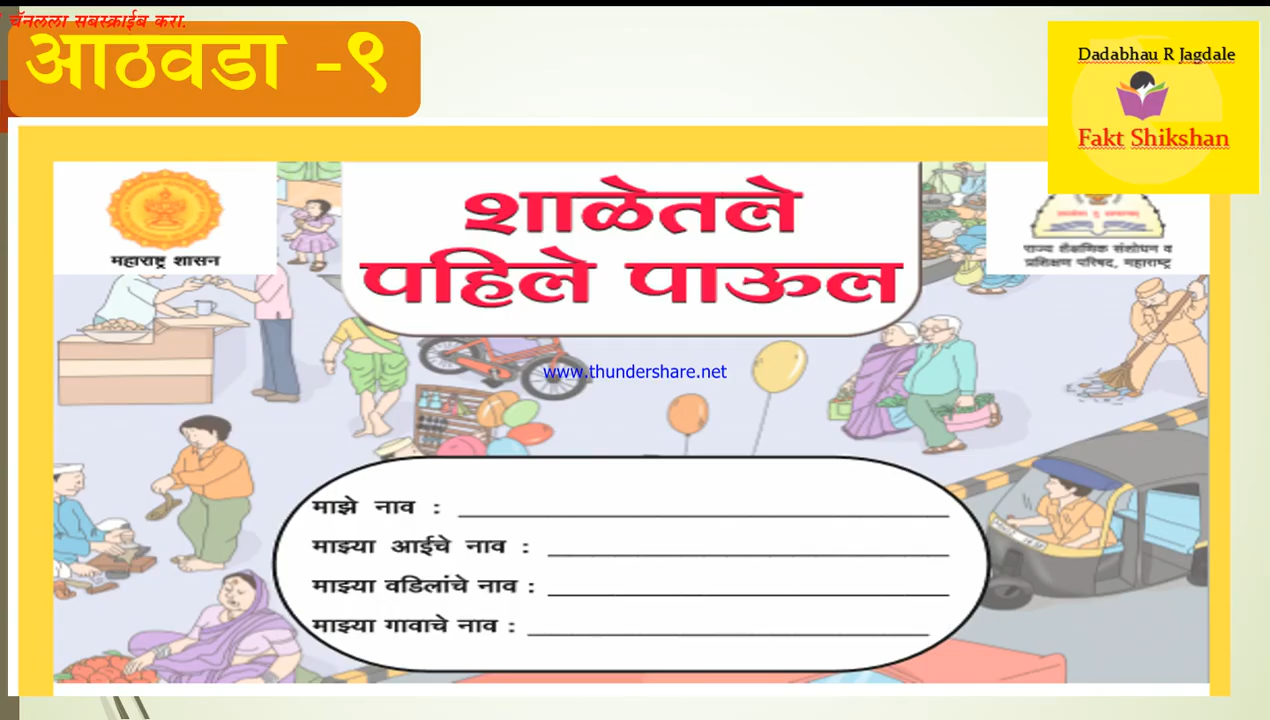 चॅनलला सबस्क्राईब करा.
आठवडा -९
Dadabhau R Jagdale
Fakt Shikshan
महाराष्ट्र शासन
शाळेतले
पहिले पाऊल
राज्य शैक्षणिक संशोधन व
प्रशिक्षण परिषद, महाराष्ट्र
www.thundershare.net
माझे नाव :
माझ्या आईचे नाव :
माझ्या वडिलांचे नाव :
माझ्या गावाचे नाव :